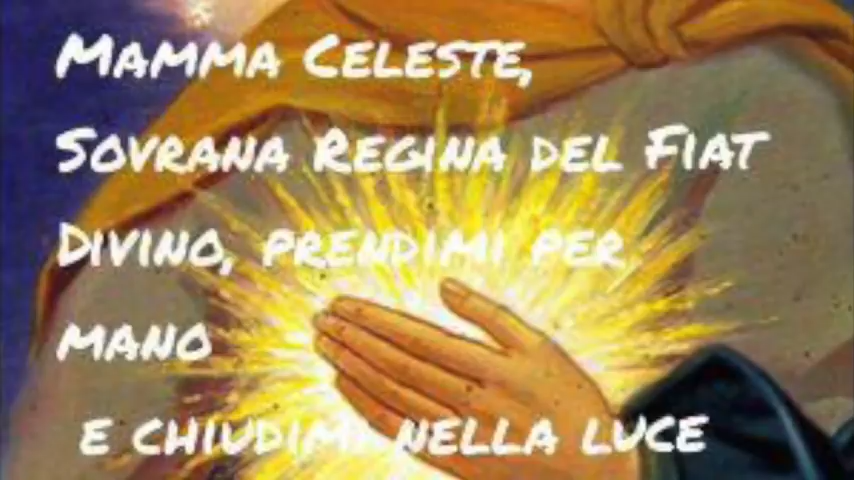 Mamma Celeste,
Sovrana Regina del Fiat
Divino, prendimi per
mano
e chiudimi nella luce